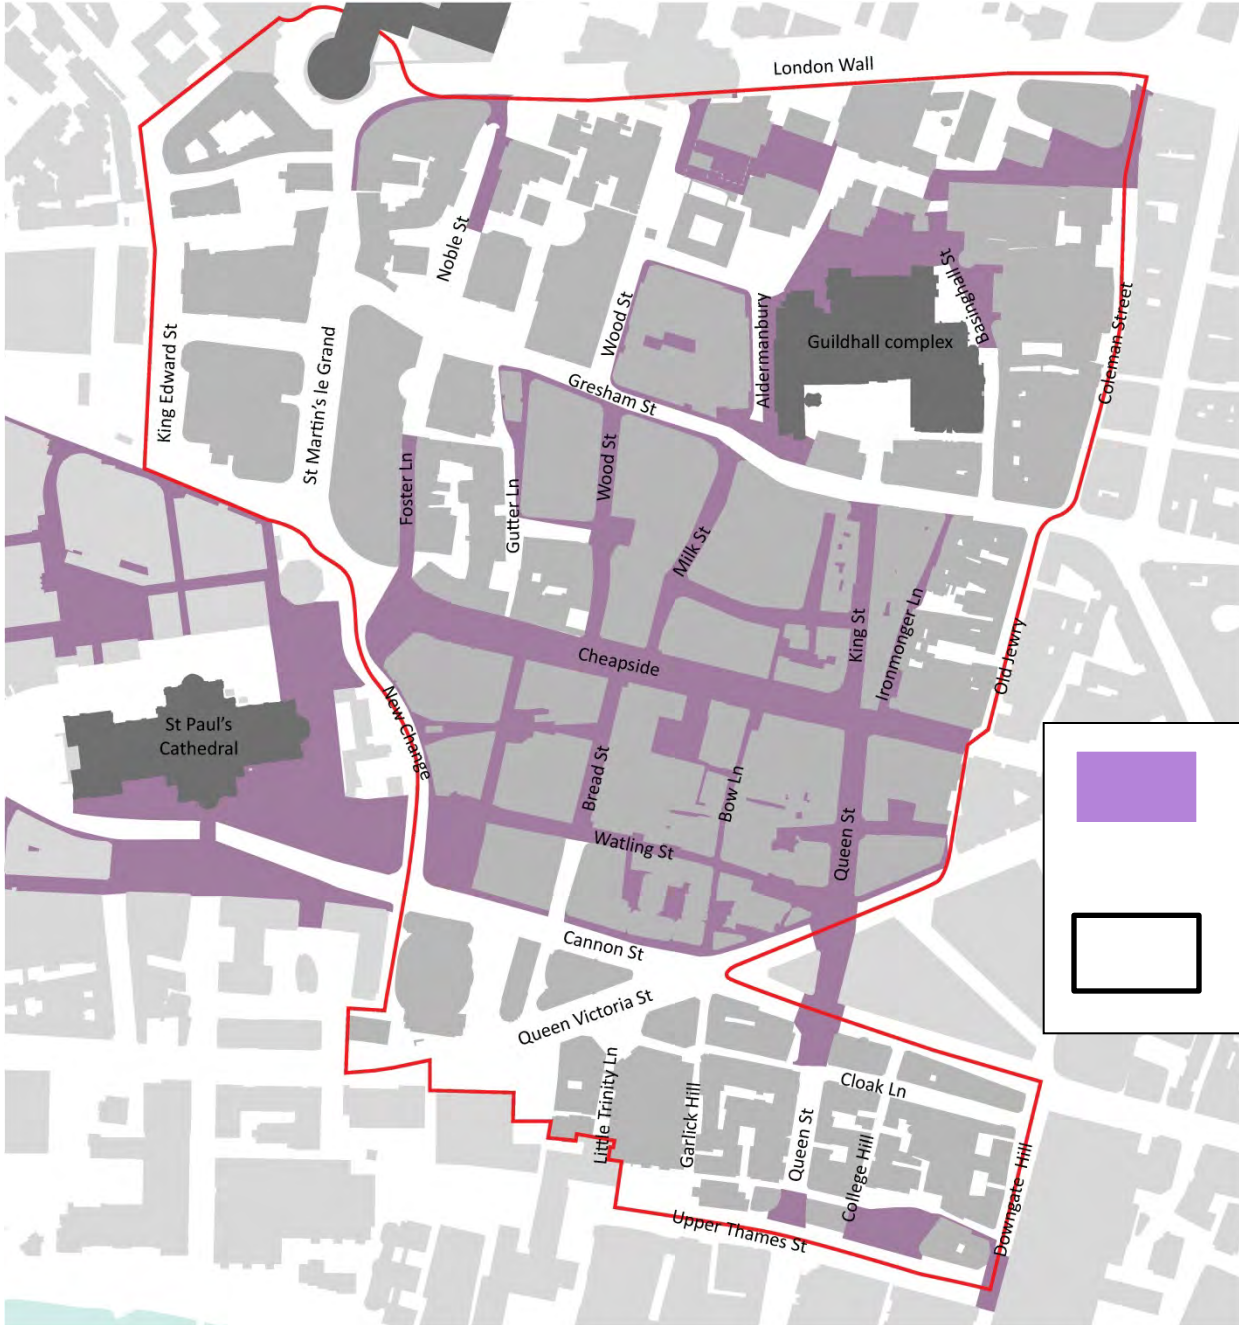 London Wall
Noble St
Wood St
Aldermanbury
Basinghall St
Guildhall complex
Coleman Street
King Edward St
St Martin's le Grand
Gresham St
Foster Ln
Gutter Ln
Wood St
Milk St
King St
Ironmonger Ln
Old Jewry
Cheapside
St Paul's
Cathedral
New Change
Bread St
Bow Ln
Watling St
Queen St
Cannon St
Queen Victoria St
Little Trinity Ln
Garlick Hill
Queen St
Cloak Ln
College Hill
Downgate Hill
Upper Thames St